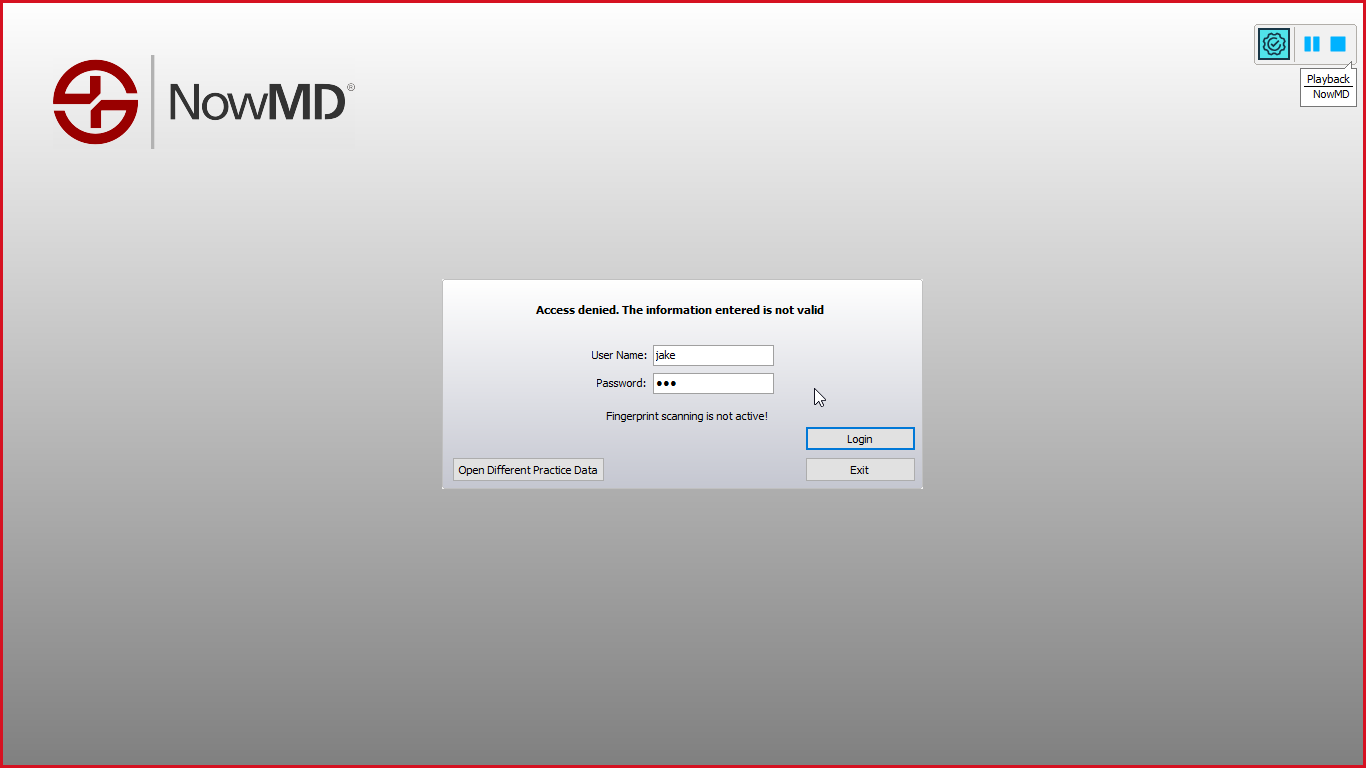 Playback
NowMD
NowMD®
Access denied. The information entered is not valid
User Name: jake
Password: ●●●
Fingerprint scanning is not active!
Login
Open Different Practice Data
Exit